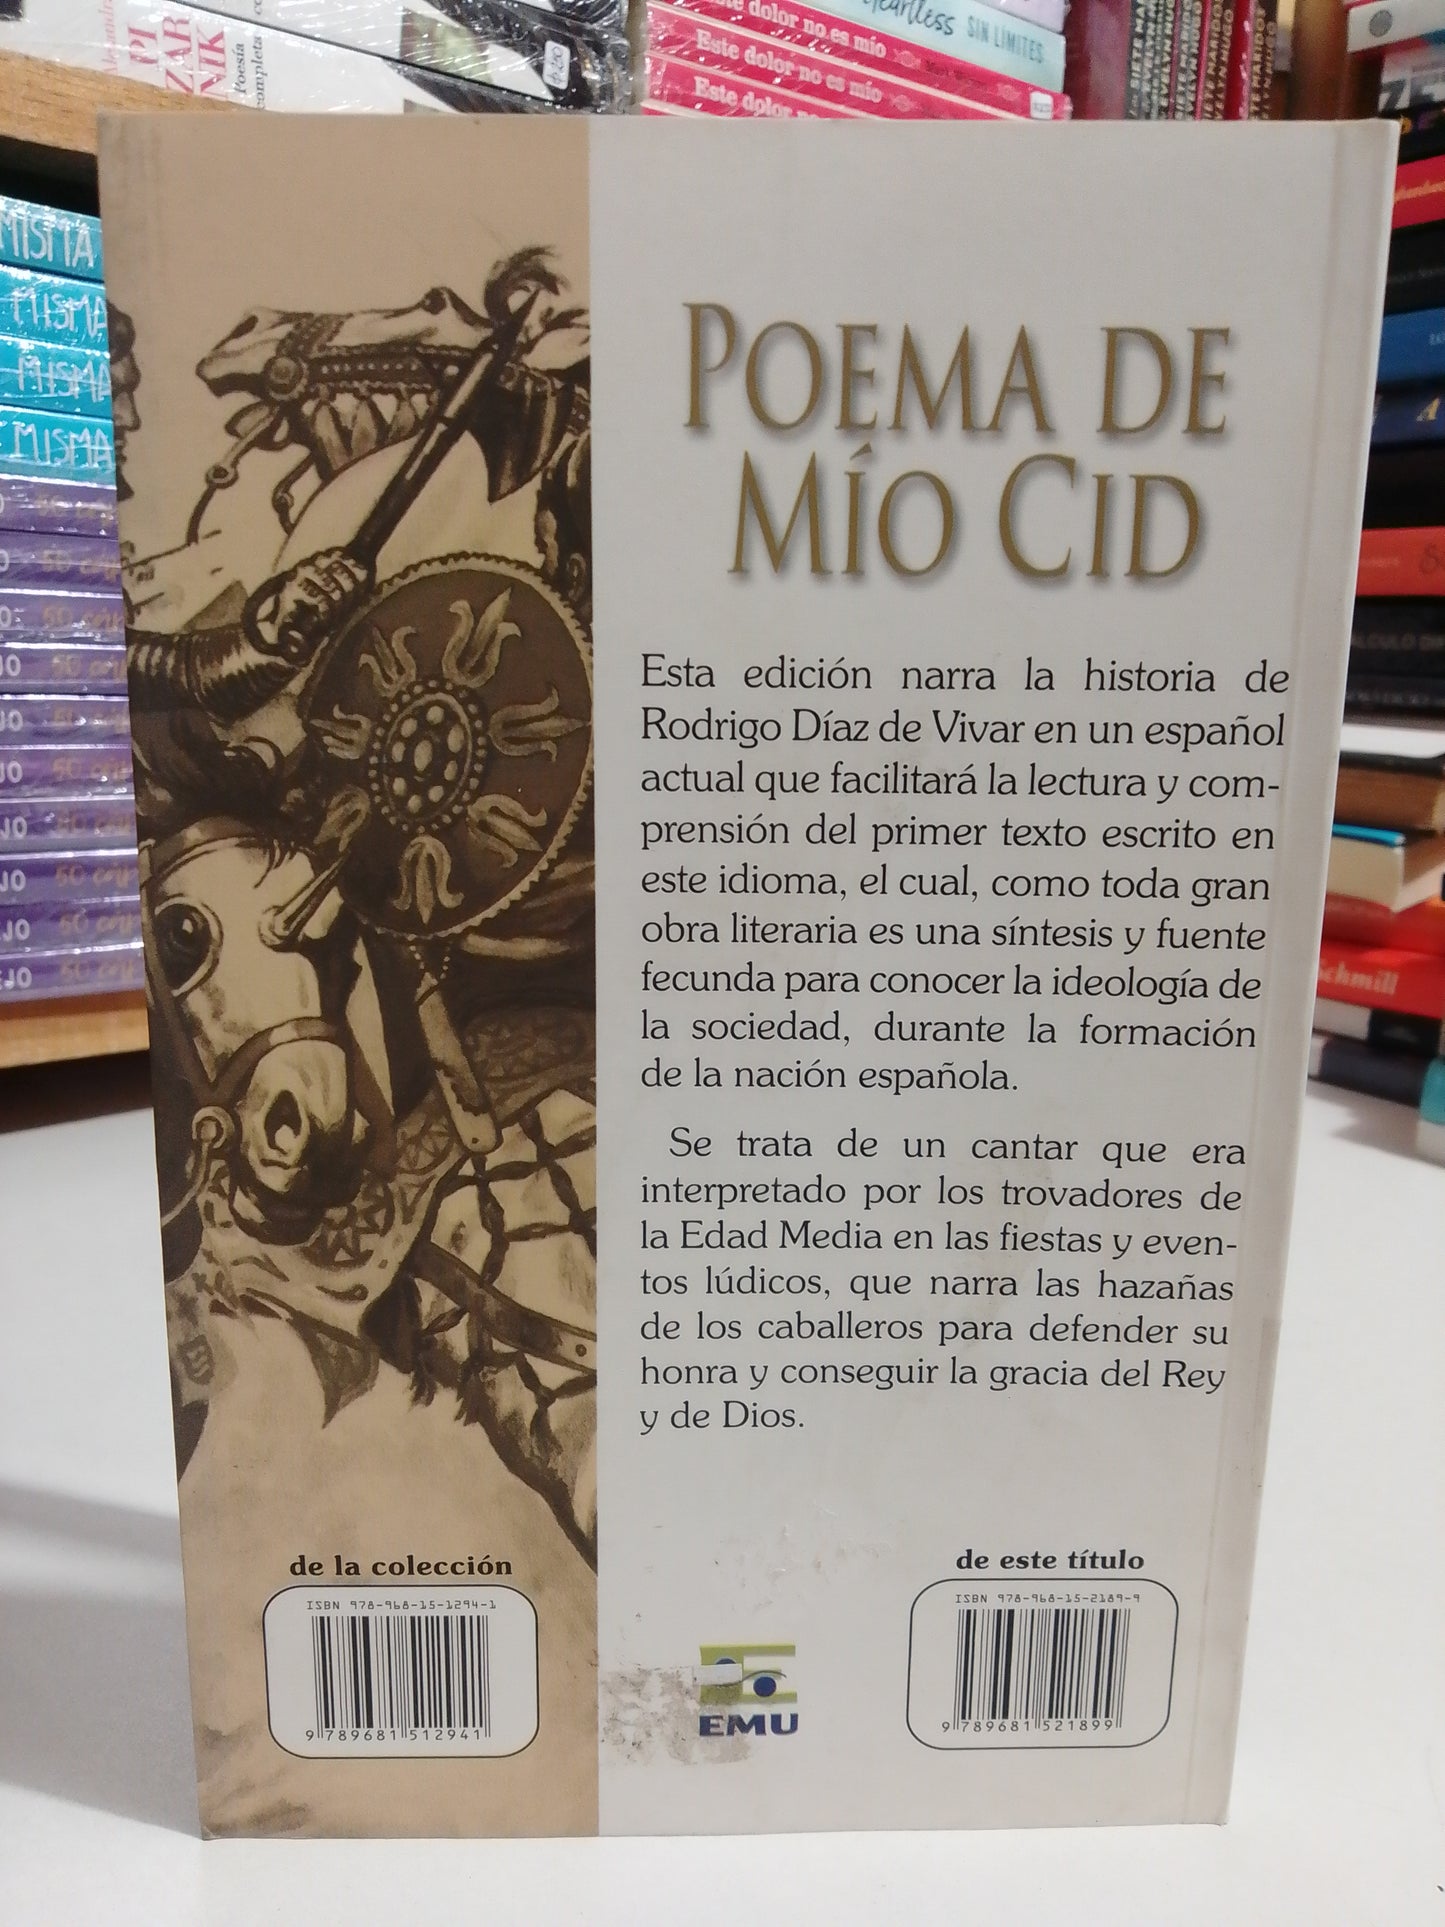 PI
ZAR
NIK
Poesía
completa
Este dolor no es mío
Este dolor no es mío
Este dolor no es mío
Heartless SIN LÍMITES
MISMA
MISMA
MISMA
MISMA
Schmill
POEMA DE
MÍO CID
Esta edición narra la historia de
Rodrigo Díaz de Vivar en un español
actual que facilitará la lectura y com-
prensión del primer texto escrito en
este idioma, el cual, como toda gran
obra literaria es una síntesis y fuente
fecunda para conocer la ideología de
la sociedad, durante la formación
de la nación española.
Se trata de un cantar que era
interpretado por los trovadores de
la Edad Media en las fiestas y even-
tos lúdicos, que narra las hazañas
de los caballeros para defender su
honra y conseguir la gracia del Rey
y de Dios.
de la colección
ISBN 978-968-15-1294-1
9 789681 512941
EMU
de este título
ISBN 978-968-15-2189-9
9 789681 521899